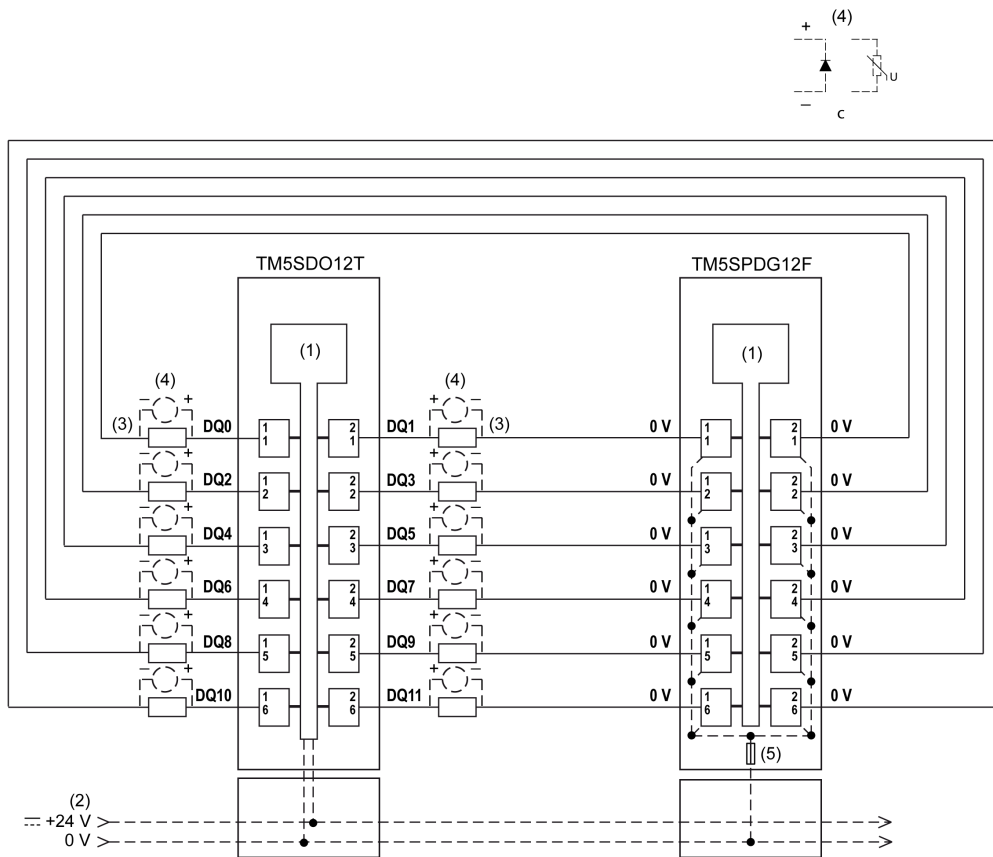 (4)
+
U
–
c
TM5SDO12T
TM5SPDG12F
(1)
(1)
(4)
(4)
– +
+ –
(3)
DQ0
1 1
2 1
DQ1
(3)
0 V
1 1
2 1
0 V
– +
+ –
DQ2
1 2
2 2
DQ3
0 V
1 2
2 2
0 V
– +
+ –
DQ4
1 3
2 3
DQ5
0 V
1 3
2 3
0 V
– +
+ –
DQ6
1 4
2 4
DQ7
0 V
1 4
2 4
0 V
– +
+ –
DQ8
1 5
2 5
DQ9
0 V
1 5
2 5
0 V
– +
+ –
DQ10
1 6
2 6
DQ11
0 V
1 6
2 6
0 V
(5)
(2)
+24 V
0 V